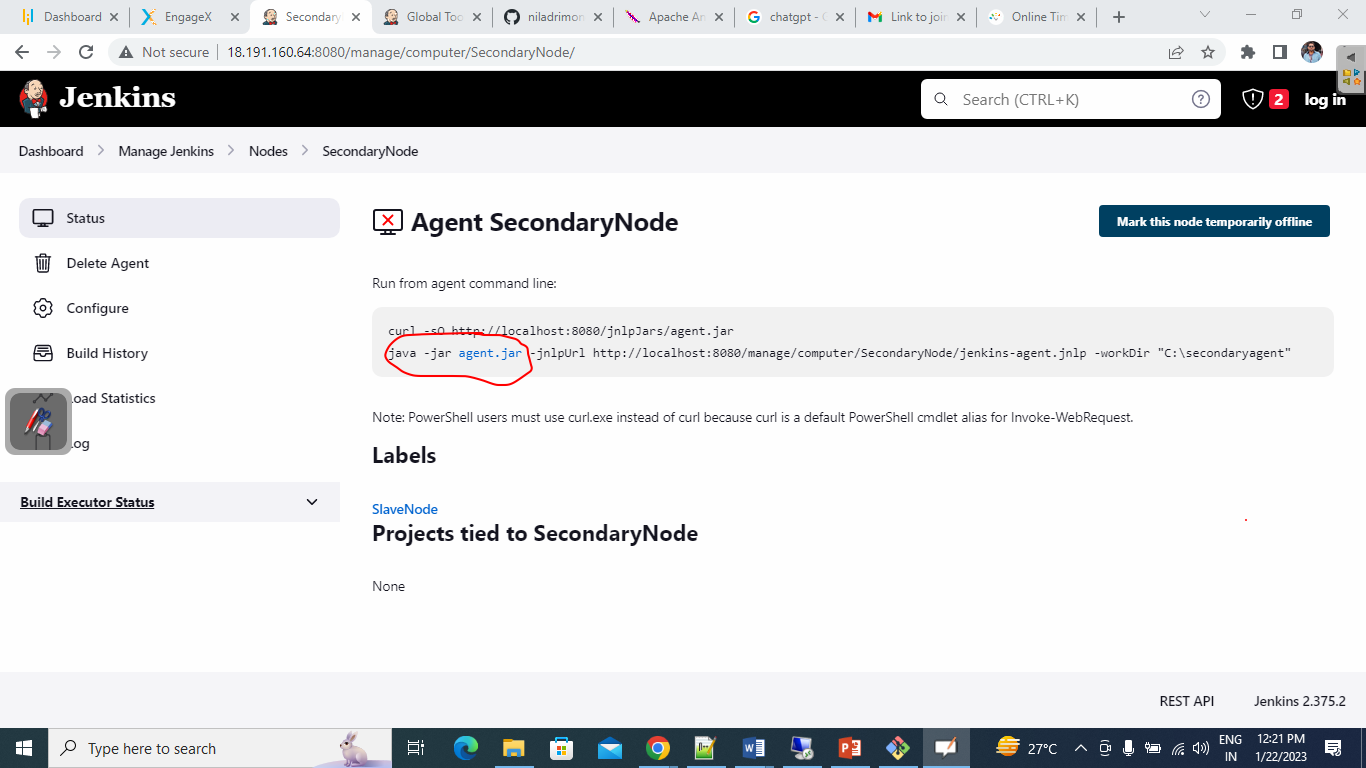 Dashboard
EngageX
Secondary
Global Too
niladrimon
Apache An
chatgpt - G
Link to join
Online Tim
Not secure
18.191.160.64:8080/manage/computer/SecondaryNode/
Jenkins
Search (CTRL+K)
2
log in
Dashboard
Manage Jenkins
Nodes
SecondaryNode
Status
Delete Agent
Configure
Build History
Load Statistics
Log
Build Executor Status
Agent SecondaryNode
Mark this node temporarily offline
Run from agent command line:
curl -sO http://localhost:8080/jnlpJars/agent.jar
java -jar agent.jar -jnlpUrl http://localhost:8080/manage/computer/SecondaryNode/jenkins-agent.jnlp -workDir "C:\secondaryagent"
Note: PowerShell users must use curl.exe instead of curl because curl is a default PowerShell cmdlet alias for Invoke-WebRequest.
Labels
SlaveNode
Projects tied to SecondaryNode
None
REST API
Jenkins 2.375.2
Type here to search
27°C
ENG
IN
12:21 PM
1/22/2023